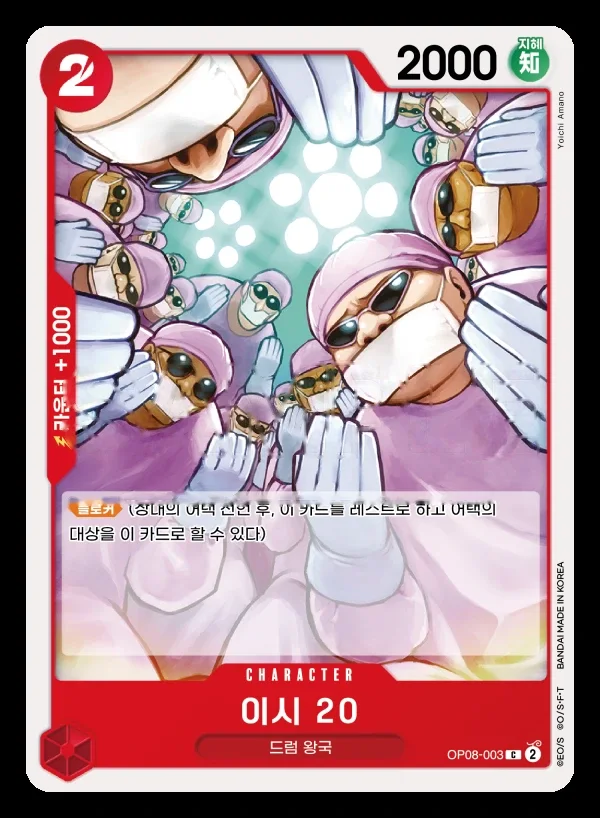 2
2000
지혜
知
Yoichi Amano
카운터 +1000
블로커 (상대의 어택 선언 후, 이 카드를 레스트로 하고 어택의
대상을 이 카드로 할 수 있다)
CHARACTER
이시 20
드럼 왕국
OP08-003 C 2
©EO/S ©O/S·F·T BANDAI MADE IN KOREA